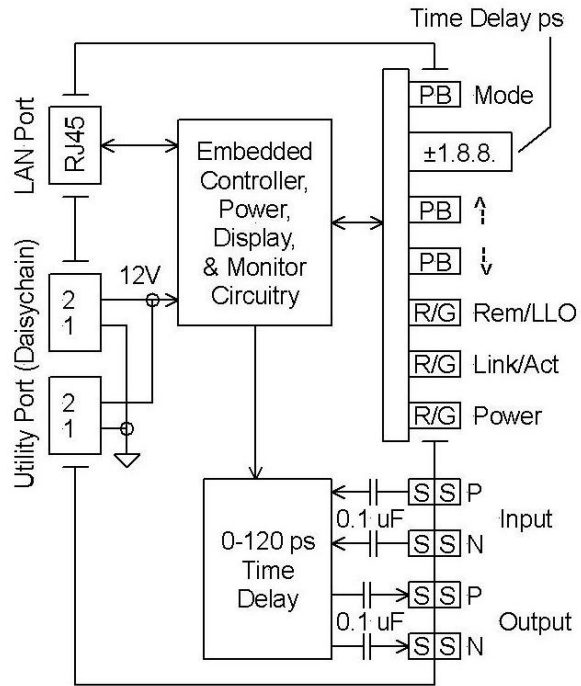 Time Delay ps
PB Mode
LAN Port
RJ45
±1.8.8.
Embedded
Controller,
Power,
Display,
& Monitor
Circuitry
PB
PB
12V
Utility Port (Daisychain)
2
1
2
1
R/G Rem/LLO
R/G Link/Act
R/G Power
0-120 ps
Time
Delay
S S P
0.1 uF
Input
S S N
S S P
0.1 uF
Output
S S N